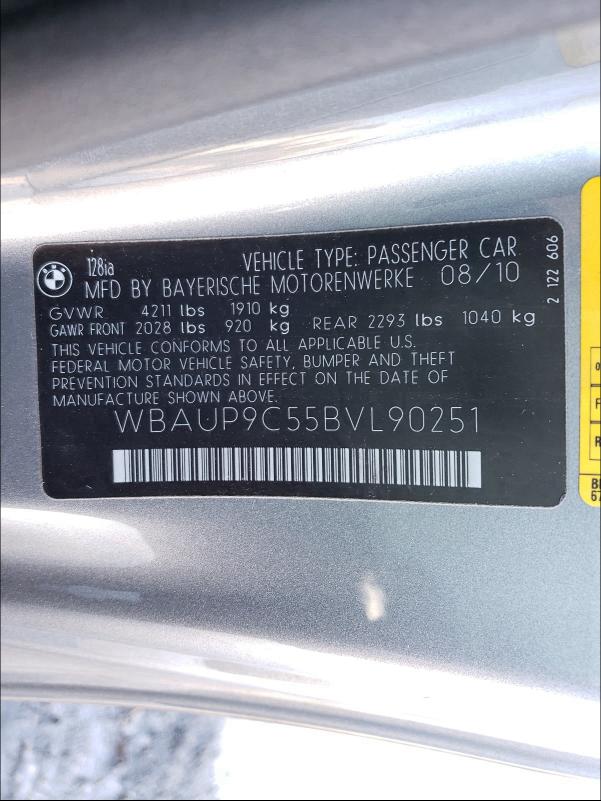 128ia VEHICLE TYPE: PASSENGER CAR
MFD BY BAYERISCHE MOTORENWERKE 08/10
GVWR 4211 lbs 1910 kg
GAWR FRONT 2028 lbs 920 kg REAR 2293 lbs 1040 kg
THIS VEHICLE CONFORMS TO ALL APPLICABLE U.S.
FEDERAL MOTOR VEHICLE SAFETY, BUMPER AND THEFT
PREVENTION STANDARDS IN EFFECT ON THE DATE OF
MANUFACTURE SHOWN ABOVE.
WBAUP9C55BVL90251
2 122 606